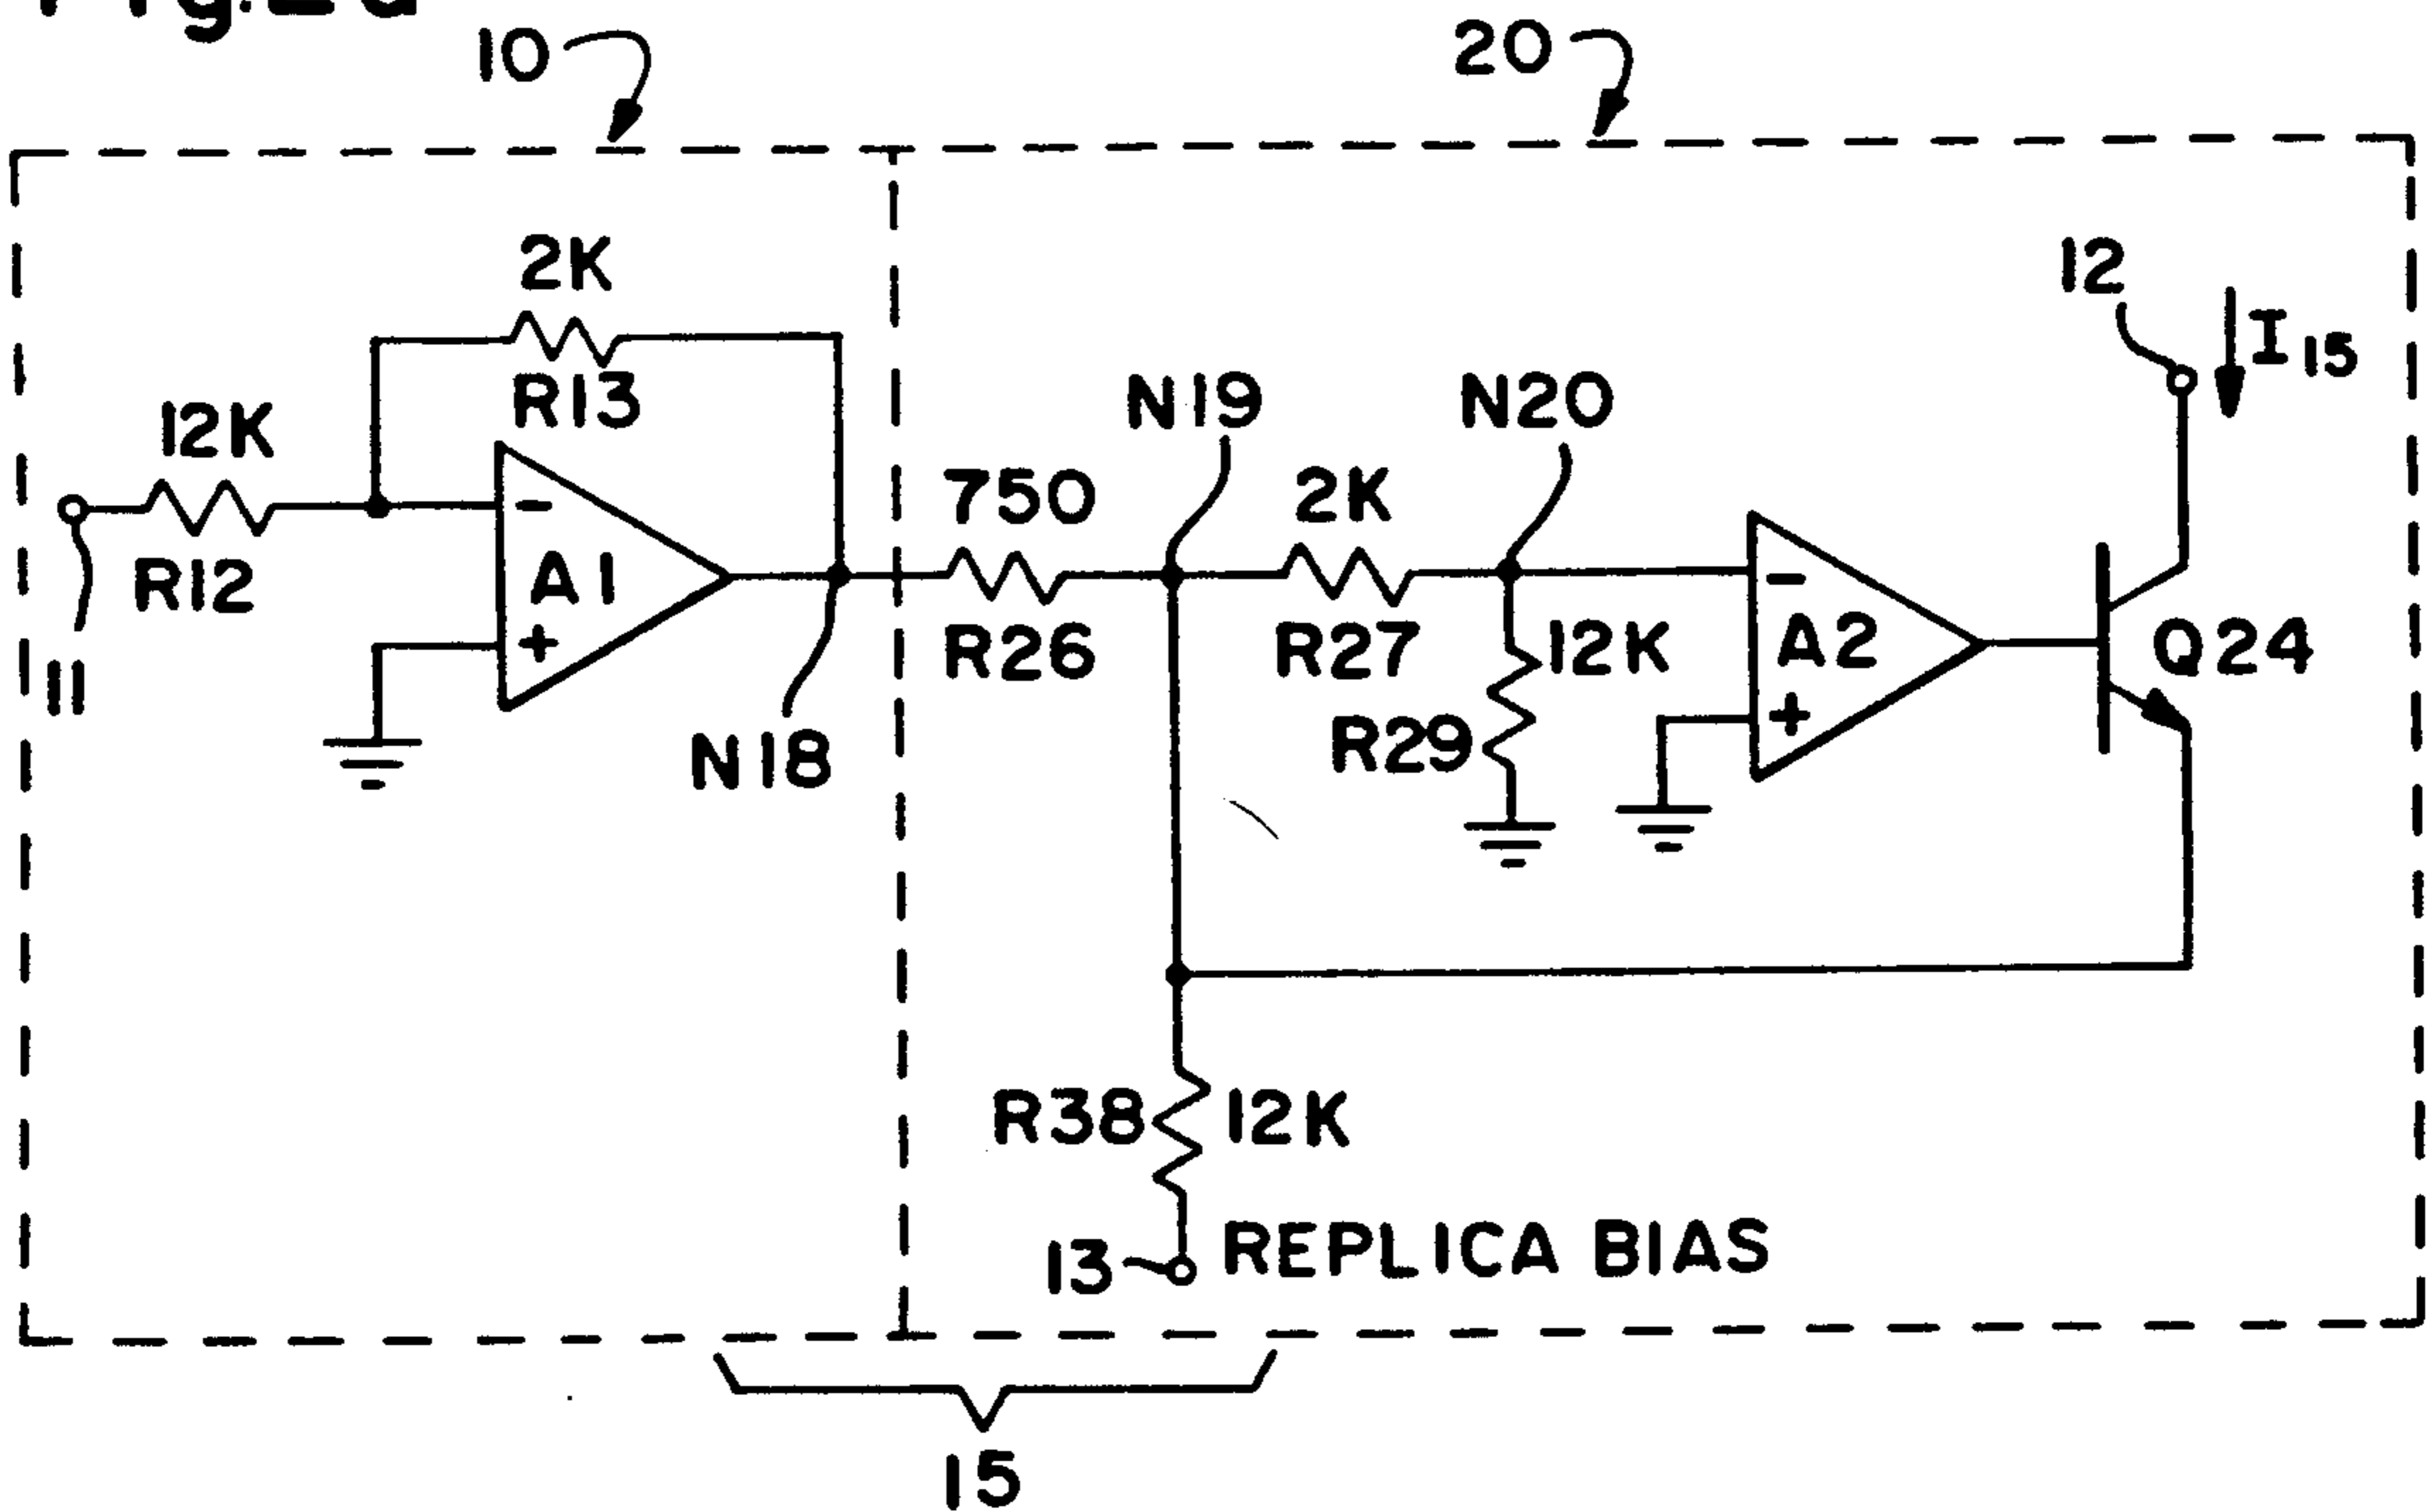 10
20
2K
R13
12K
R12
11
-
A1
+
N18
750
R26
N19
2K
R27
N20
12K
R29
-
A2
+
12
I15
Q24
R38
12K
13
REPLICA BIAS
15